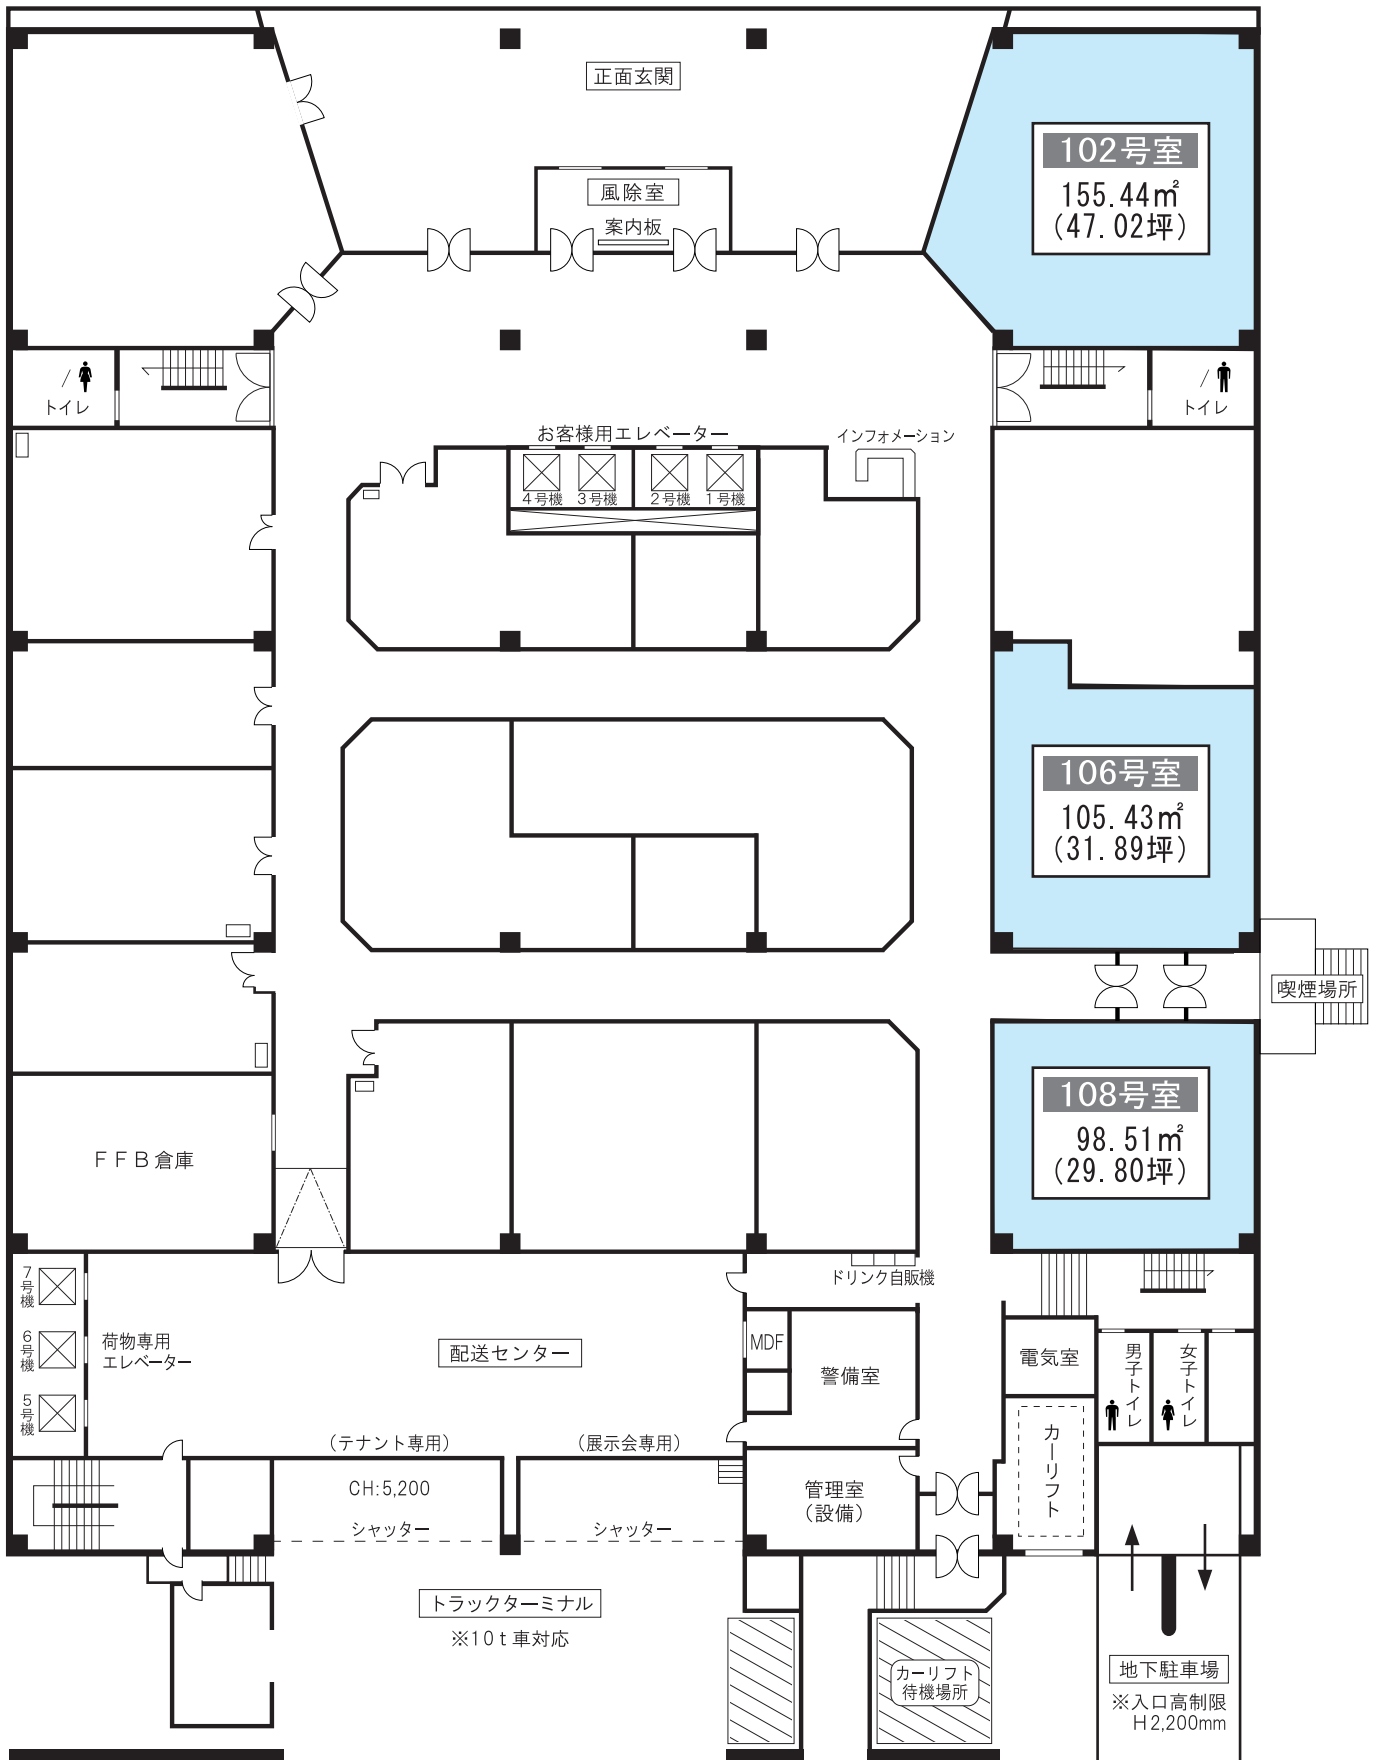 正面玄関
102号室
155.44㎡
(47.02坪)
風除室
案内板
トイレ
トイレ
お客様用エレベーター
インフォメーション
4号機
3号機
2号機
1号機
106号室
105.43㎡
(31.89坪)
喫煙場所
108号室
98.51㎡
(29.80坪)
FFB倉庫
7号機
6号機
5号機
荷物専用
エレベーター
配送センター
ドリンク自販機
MDF
警備室
電気室
男子トイレ
女子トイレ
(テナント専用)
(展示会専用)
カーリフト
CH:5,200
管理室
(設備)
シャッター
シャッター
トラックターミナル
※10t車対応
カーリフト
待機場所
地下駐車場
※入口高制限
H2,200mm